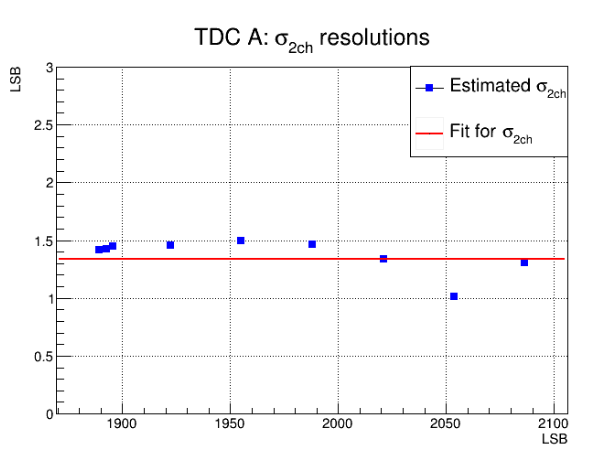 TDC A: σ2ch resolutions
LSB
Estimated σ2ch
Fit for σ2ch
3
2.5
2
1.5
1
0.5
0
1900 1950 2000 2050 2100
LSB